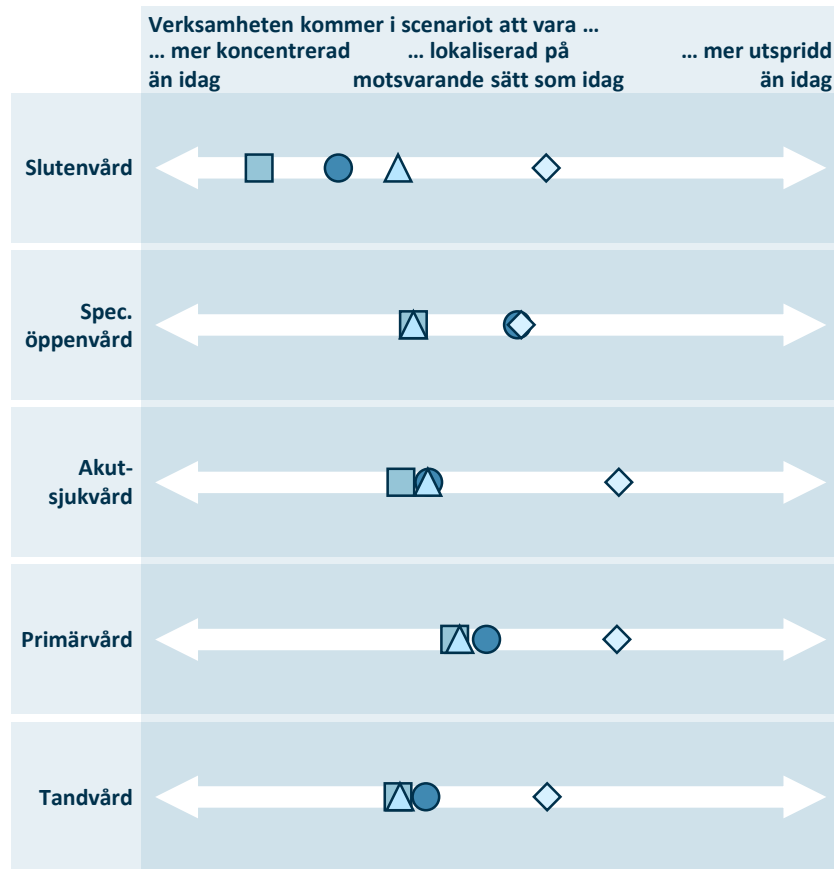 Verksamheten kommer i scenariot att vara …
… mer koncentrerad
än idag
… lokaliserad på
motsvarande sätt som idag
… mer utspridd
än idag
Slutenvård
Spec.
öppenvård
Akut-
sjukvård
Primärvård
Tandvård